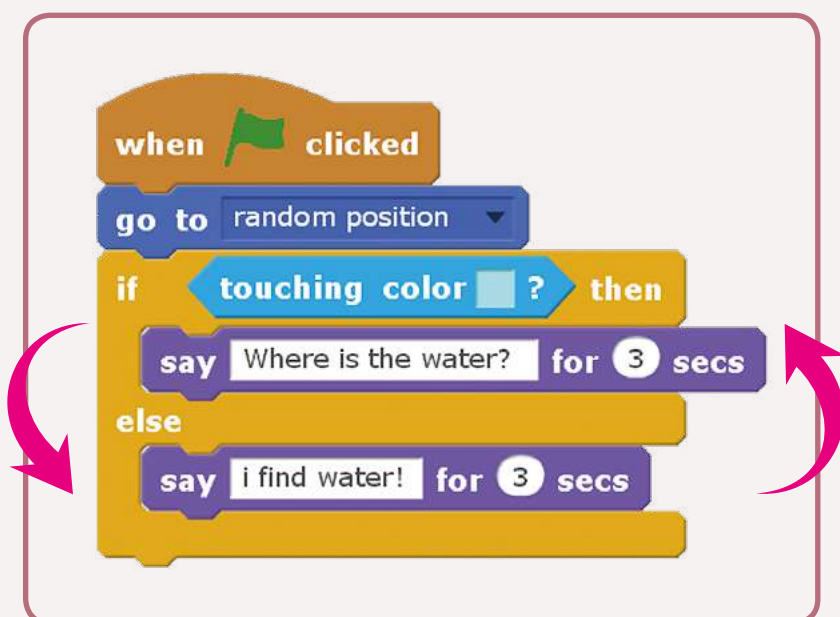 when clicked
go to random position
if touching color ? then
say Where is the water? for 3 secs
else
say i find water! for 3 secs